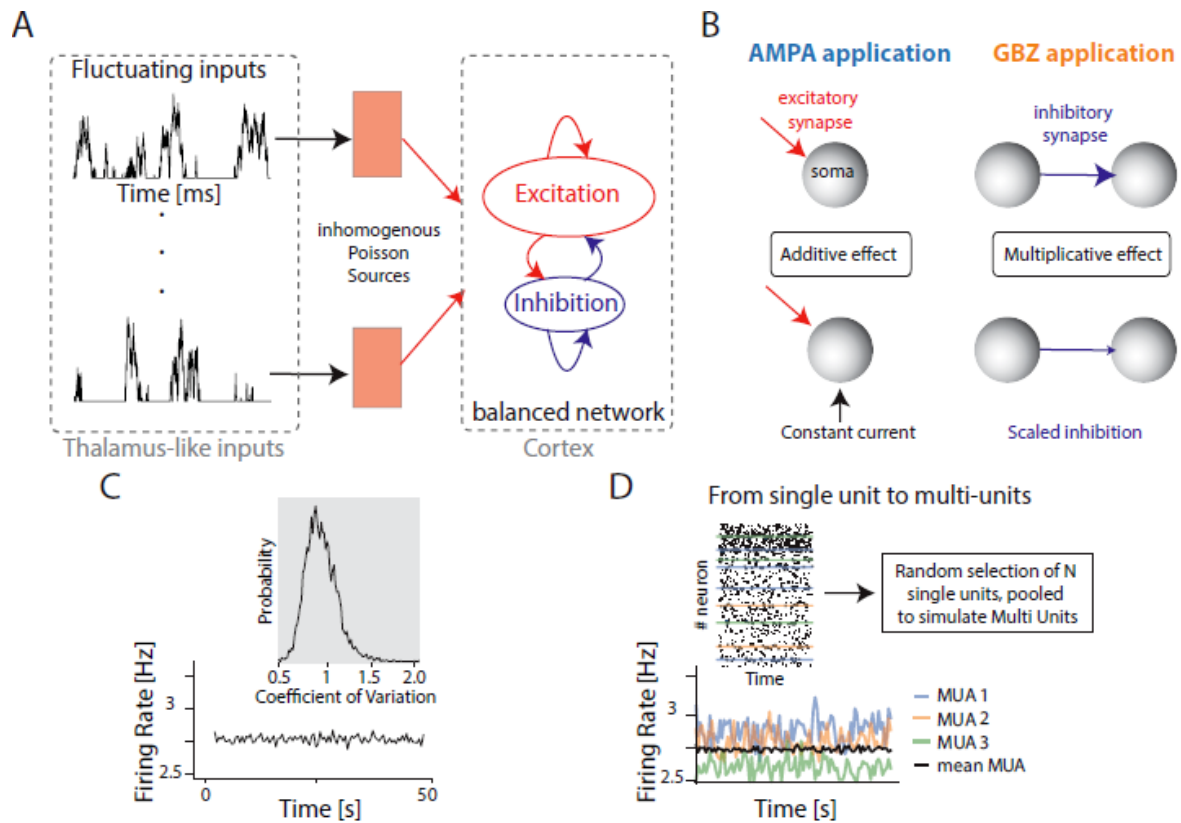 A
Fluctuating inputs
Time [ms]
Thalamus-like inputs
inhomogenous
Poisson
Sources
Excitation
Inhibition
balanced network
Cortex
B
AMPA application
GBZ application
excitatory
synapse
soma
inhibitory
synapse
Additive effect
Multiplicative effect
Constant current
Scaled inhibition
C
Probability
0.5
1
1.5
2.0
Coefficient of Variation
Firing Rate [Hz]
3
2.5
0
50
Time [s]
D
From single unit to multi-units
# neuron
Time
Random selection of N
single units, pooled
to simulate Multi Units
Firing Rate [Hz]
3
2.5
Time [s]
MUA 1
MUA 2
MUA 3
mean MUA